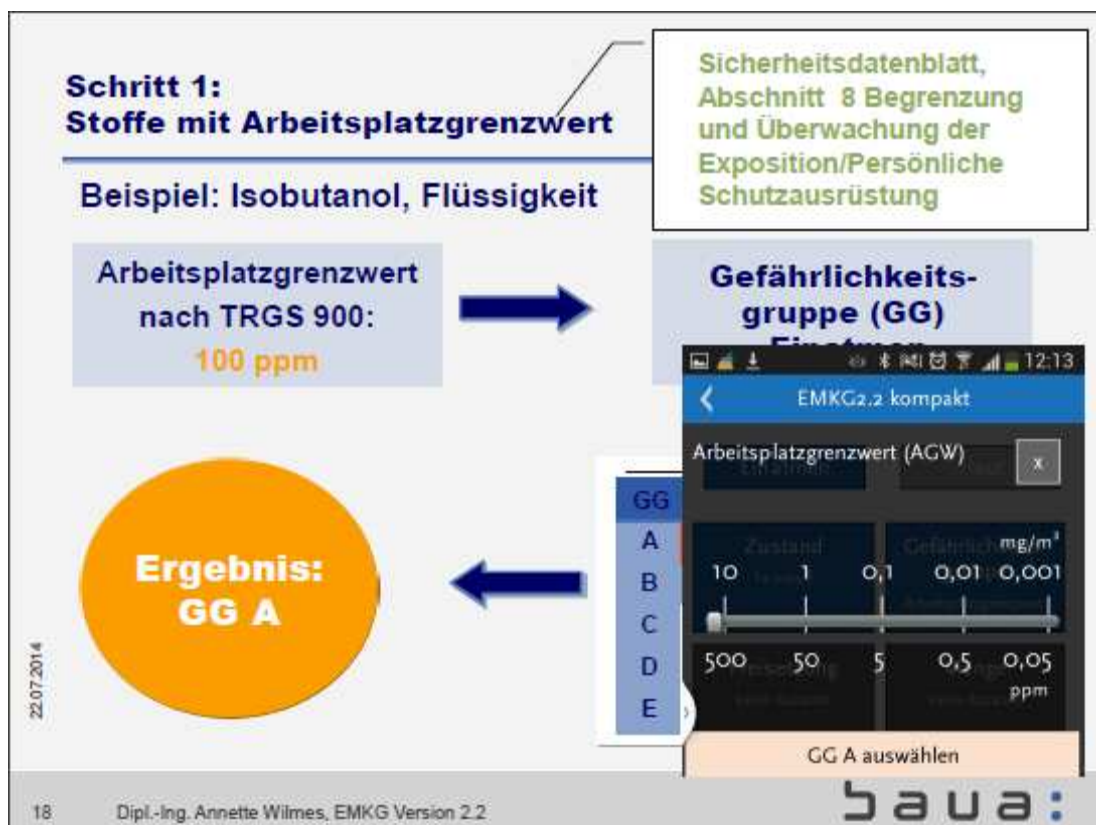 Schritt 1:
Stoffe mit Arbeitsplatzgrenzwert
Sicherheitsdatenblatt,
Abschnitt 8 Begrenzung
und Überwachung der
Exposition/Persönliche
Schutzausrüstung
Beispiel: Isobutanol, Flüssigkeit
Arbeitsplatzgrenzwert
nach TRGS 900:
100 ppm
Gefährlichkeits-
gruppe (GG)
Einatmen
12:13
EMKG2.2 kompakt
Arbeitsplatzgrenzwert (AGW)
x
mg/m³
10 1 0,1 0,01 0,001
500 50 5 0,5 0,05
ppm
GG A auswählen
GG
A
B
C
D
E
Ergebnis:
GG A
22.07.2014
18 Dipl.-Ing. Annette Wilmes, EMKG Version 2.2
baua: